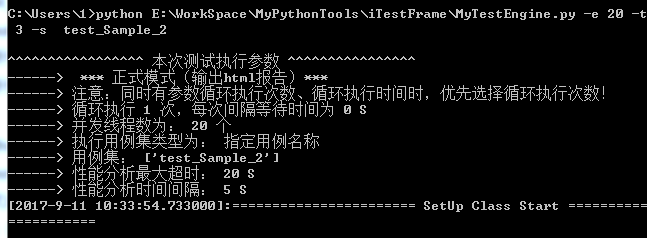 C:\Users\1>python E:\WorkSpace\MyPythonTools\iTestFrame\MyTestEngine.py -e 20 -t
 3 -s  test_Sample_2
^^^^^^^^^^^^^^^^^ 本次测试执行参数 ^^^^^^^^^^^^^^^^
------>  *** 正式模式（输出html报告）***
------> 注意：同时有参数循环执行次数、循环执行时间时，优先选择循环执行次数！
------> 循环执行 1 次，每次间隔等待时间为 0 S
------> 并发线程数为： 20 个
------> 执行用例集类型为： 指定用例名称
------> 用例集： ['test_Sample_2']
------> 性能分析最大超时： 20 S
------> 性能分析时间间隔： 5 S
[2017-9-11 10:33:54.733000]:======================= SetUp Class Start ==========
===========